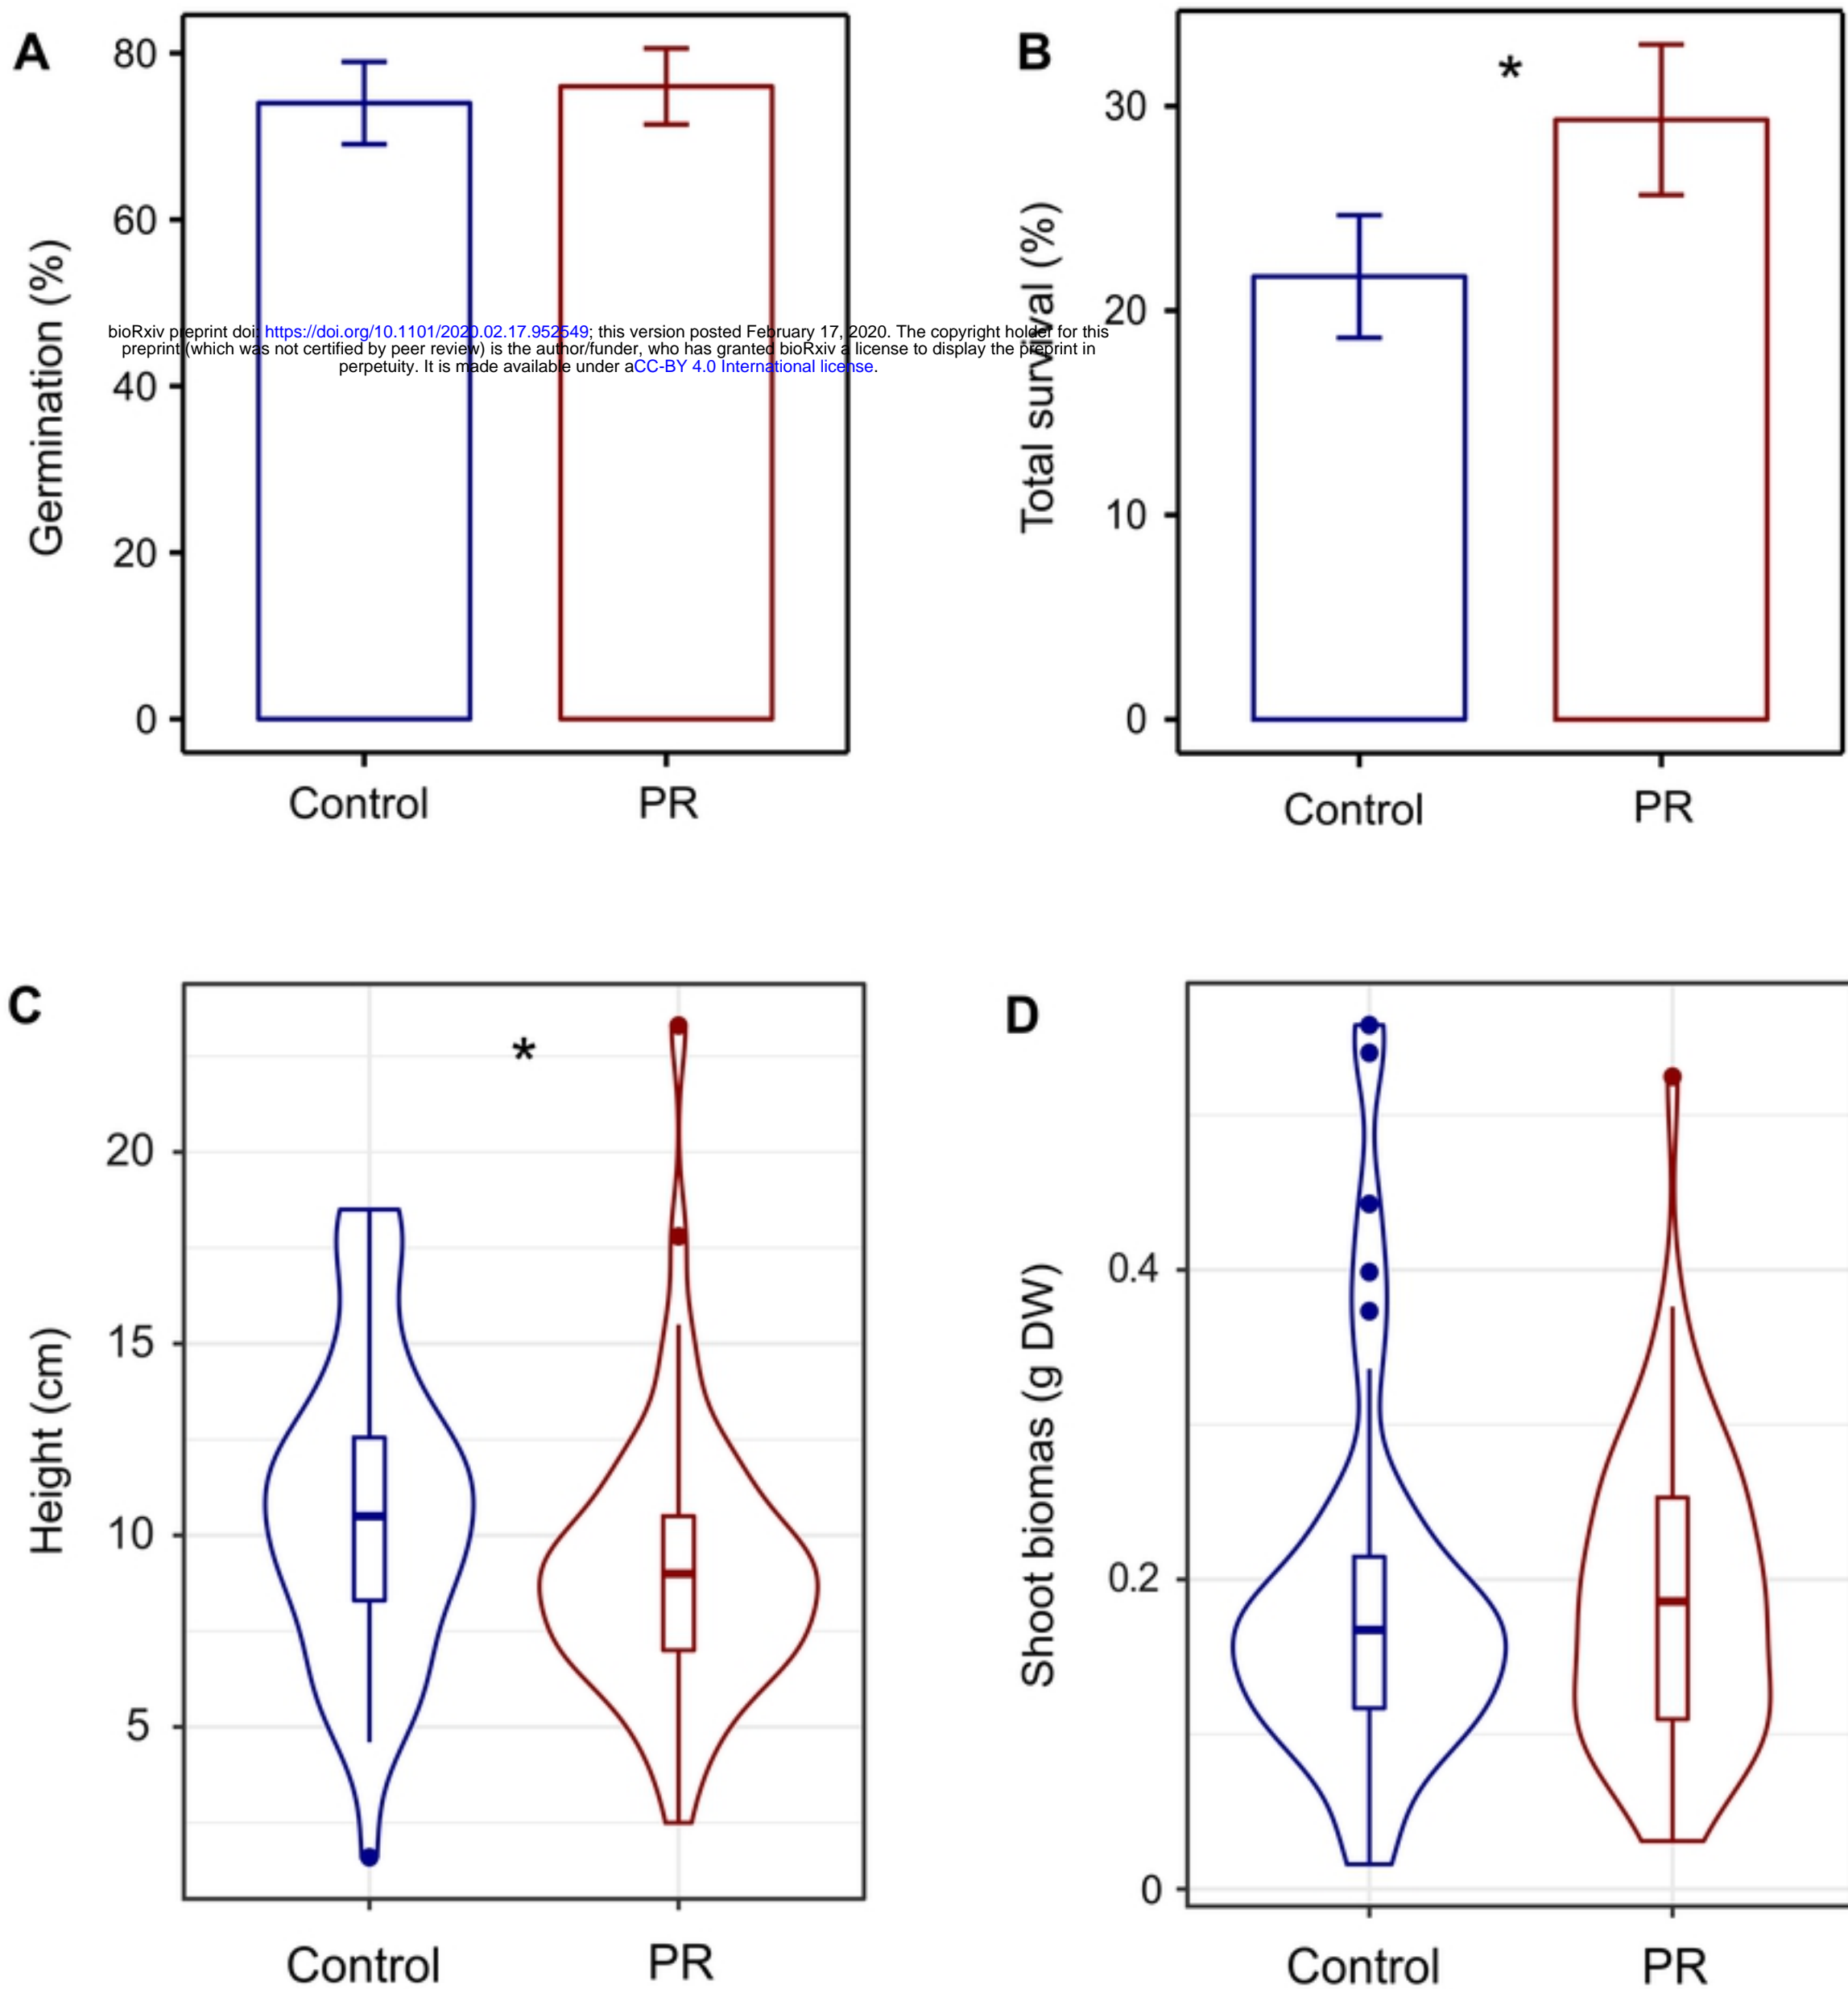 A
80
60
40
20
0
Germination (%)
Control
PR
B
*
30
20
10
0
Total survival (%)
Control
PR
bioRxiv preprint doi: https://doi.org/10.1101/2020.02.17.952549; this version posted February 17, 2020. The copyright holder for this
preprint (which was not certified by peer review) is the author/funder, who has granted bioRxiv a license to display the preprint in
perpetuity. It is made available under aCC-BY 4.0 International license.
C
*
20
15
10
5
Height (cm)
Control
PR
D
0.4
0.2
0
Shoot biomas (g DW)
Control
PR